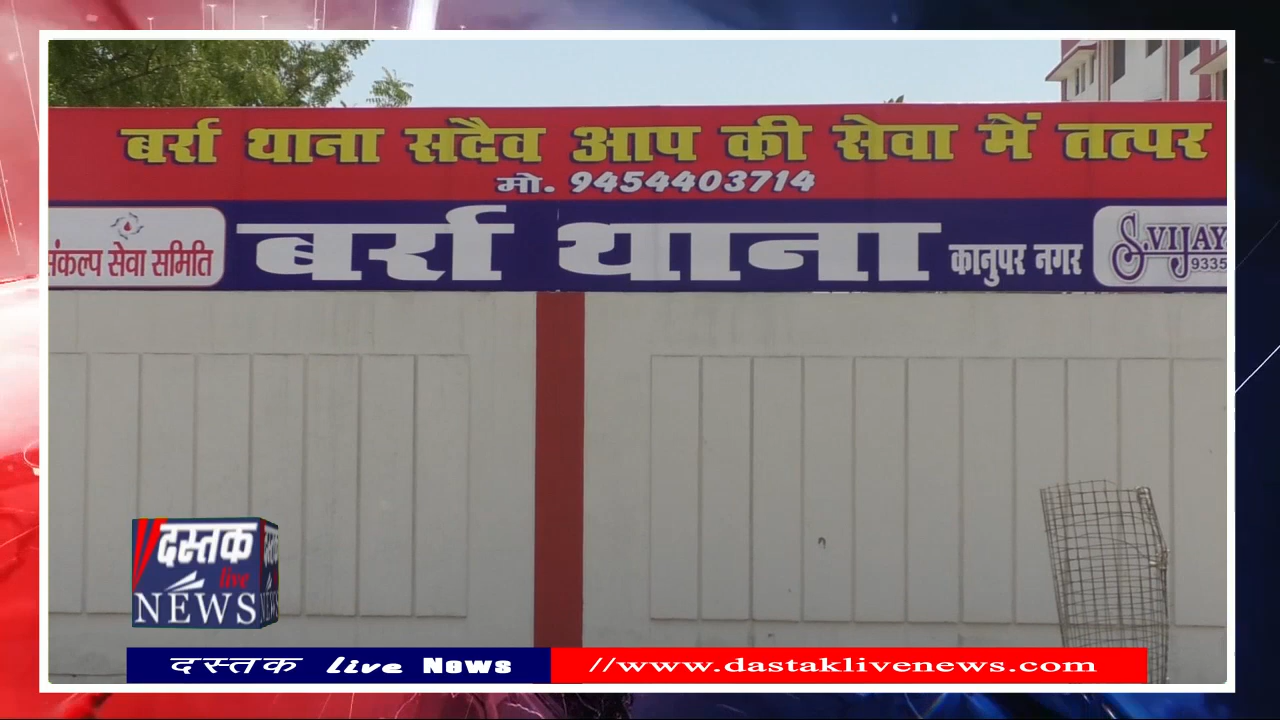 बर्रा थाना सदैव आप की सेवा में तत्पर
मो. 9454403714
संकल्प सेवा समिति
बर्रा थाना
कानुपर नगर
S.VIJAY
9335
दस्तक
live
NEWS
दस्तक live News
//www.dastaklivenews.com